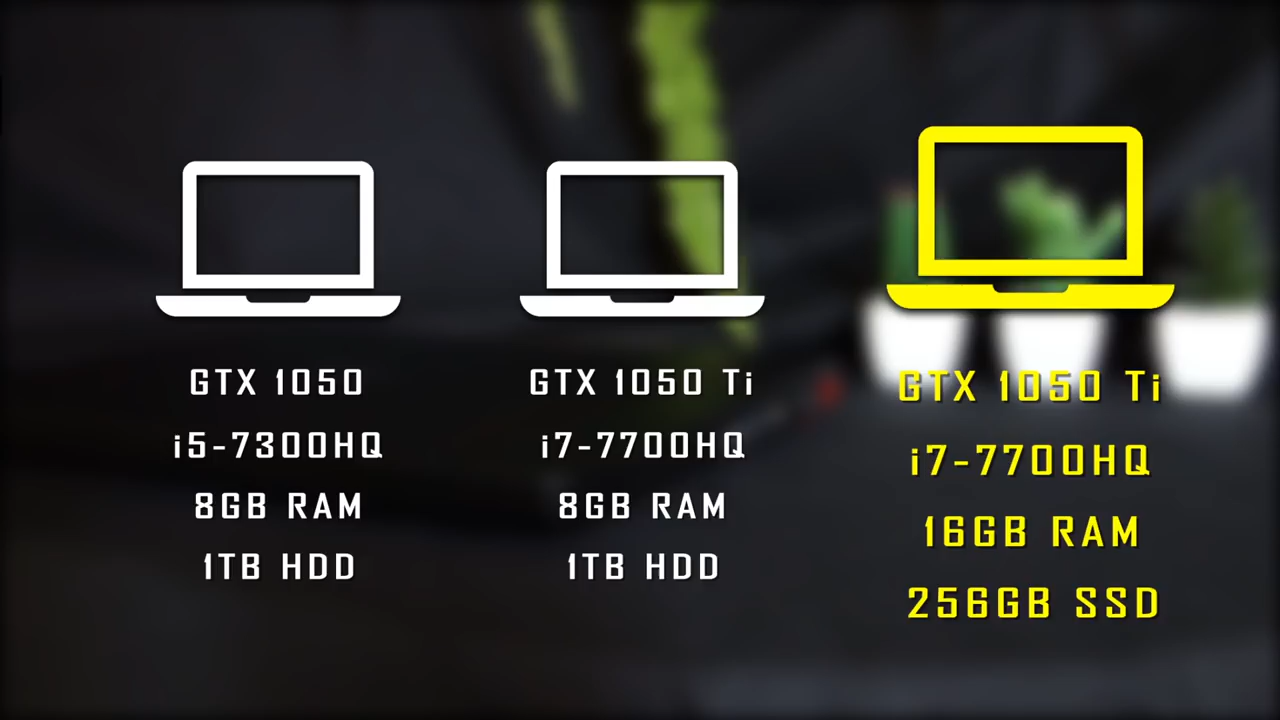 GTX 1050
i5-7300HQ
8GB RAM
1TB HDD
GTX 1050 Ti
i7-7700HQ
8GB RAM
1TB HDD
GTX 1050 Ti
i7-7700HQ
16GB RAM
256GB SSD